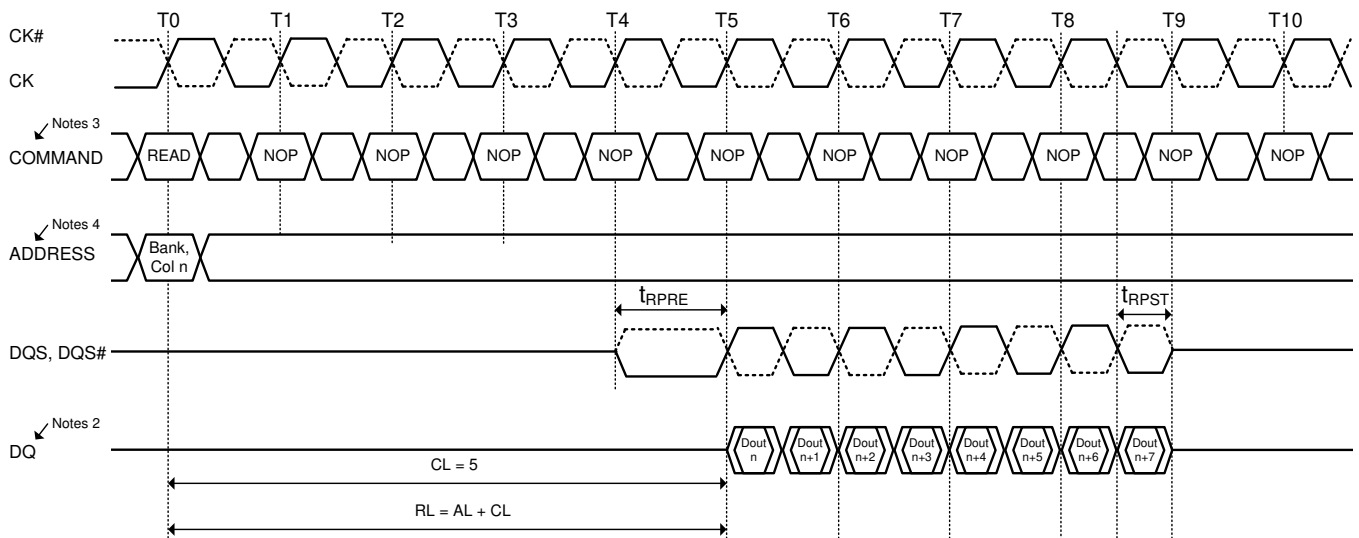 T0 T1 T2 T3 T4 T5 T6 T7 T8 T9 T10
CK#
CK
Notes 3
COMMAND READ NOP NOP NOP NOP NOP NOP NOP NOP NOP NOP
Notes 4
ADDRESS
Bank,
Col n
tRPRE tRPST
DQS, DQS#
Notes 2
DQ
Dout n
Dout n+1
Dout n+2
Dout n+3
Dout n+4
Dout n+5
Dout n+6
Dout n+7
CL = 5
RL = AL + CL